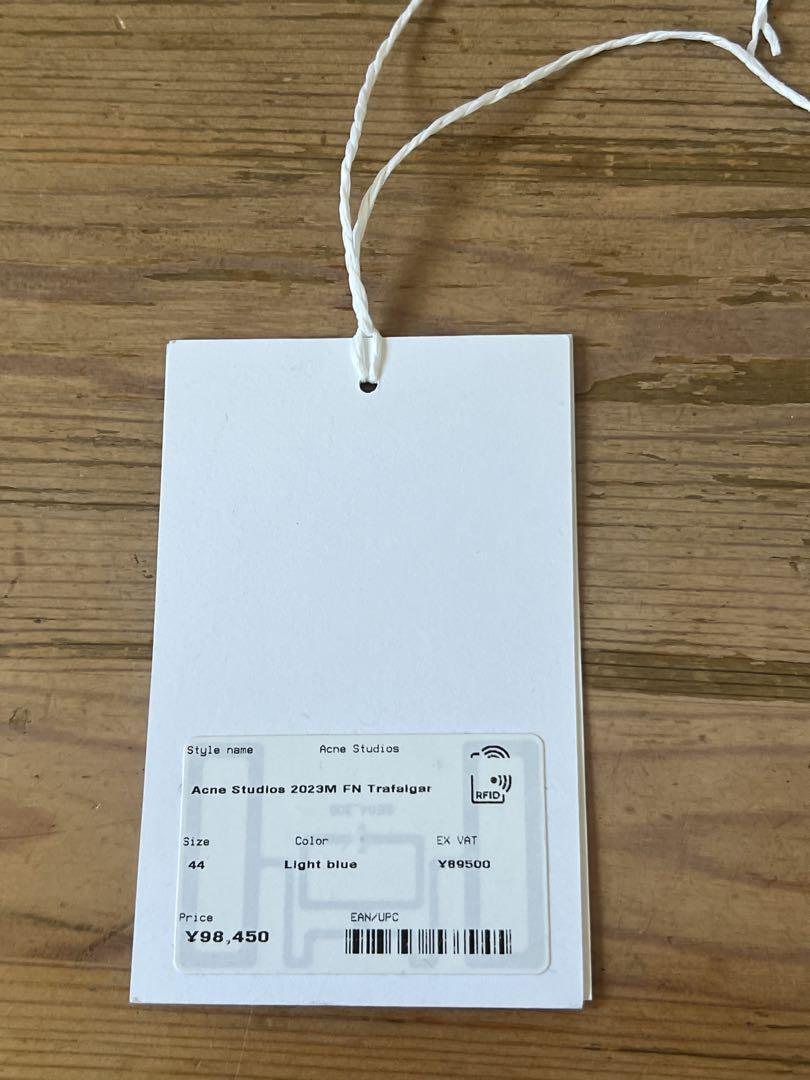 Style name Acne Studios
Acne Studios 2023M FN Trafalgar
RFID
Size Color EX VAT
44 Light blue ¥89500
Price EAN/UPC
¥98,450